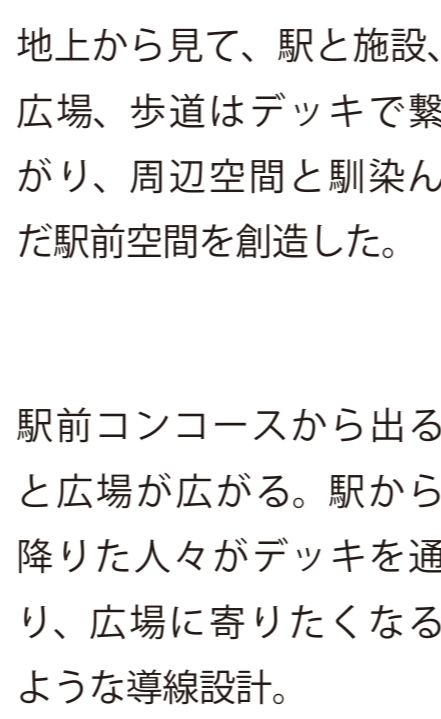 地上から見て、駅と施設、
広場、歩道はデッキで繋
がり、周辺空間と馴染ん
だ駅前空間を創造した。
駅前コンコースから出る
と広場が広がる。駅から
降りた人々がデッキを通
り、広場に寄りたくなる
ような導線設計。